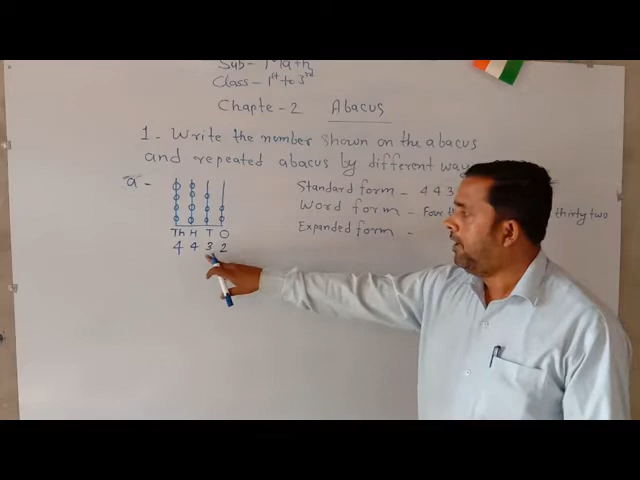 Sub - Math
Class - 1st to 3rd
Chapte - 2 Abacus
1 - Write the number shown on the abacus
and repeated abacus by different way
a -
Standard form - 4 4 3
Word form - Four thirty two
Expanded form -
Th H T O
4 4 3 2